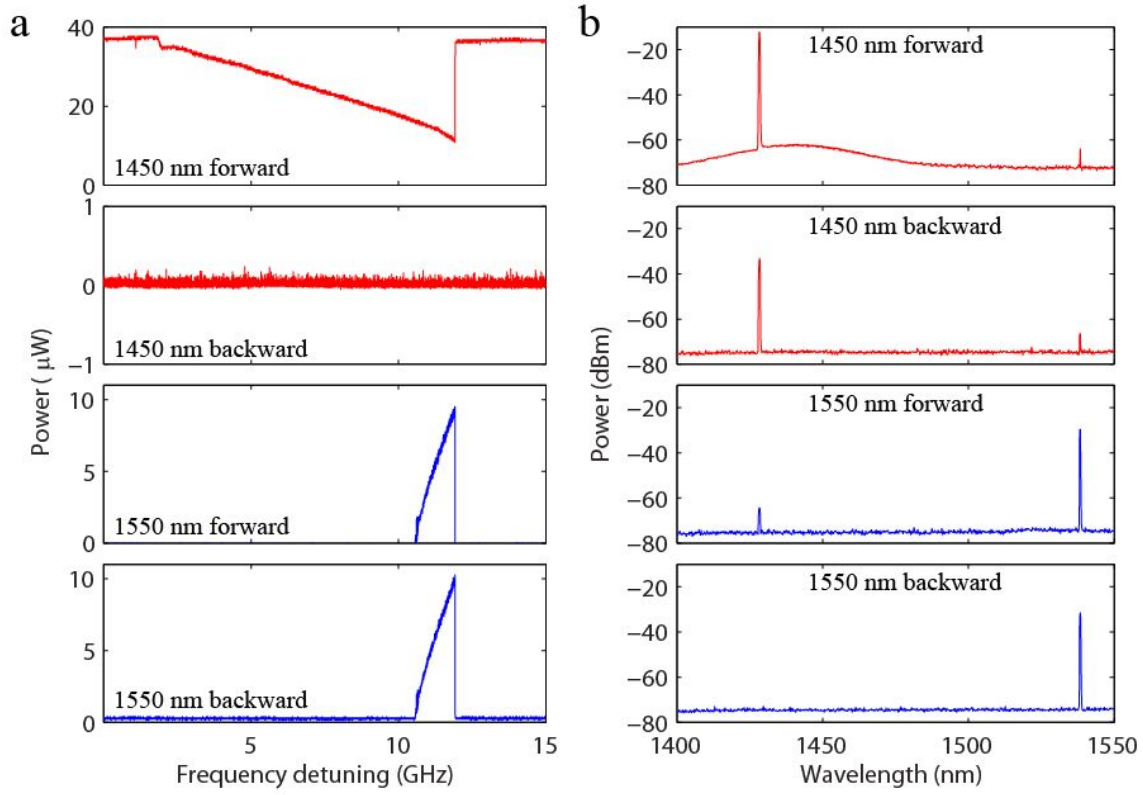 a
40
20
0
1450 nm forward
1
0
−1
1450 nm backward
10
5
0
1550 nm forward
10
5
0
1550 nm backward
5
10
15
Power ( μW)
Frequency detuning (GHz)
b
1450 nm forward
−20
−40
−60
−80
1450 nm backward
−20
−40
−60
−80
1550 nm forward
−20
−40
−60
−80
1550 nm backward
−20
−40
−60
−80
1400
1450
1500
1550
Power (dBm)
Wavelength (nm)